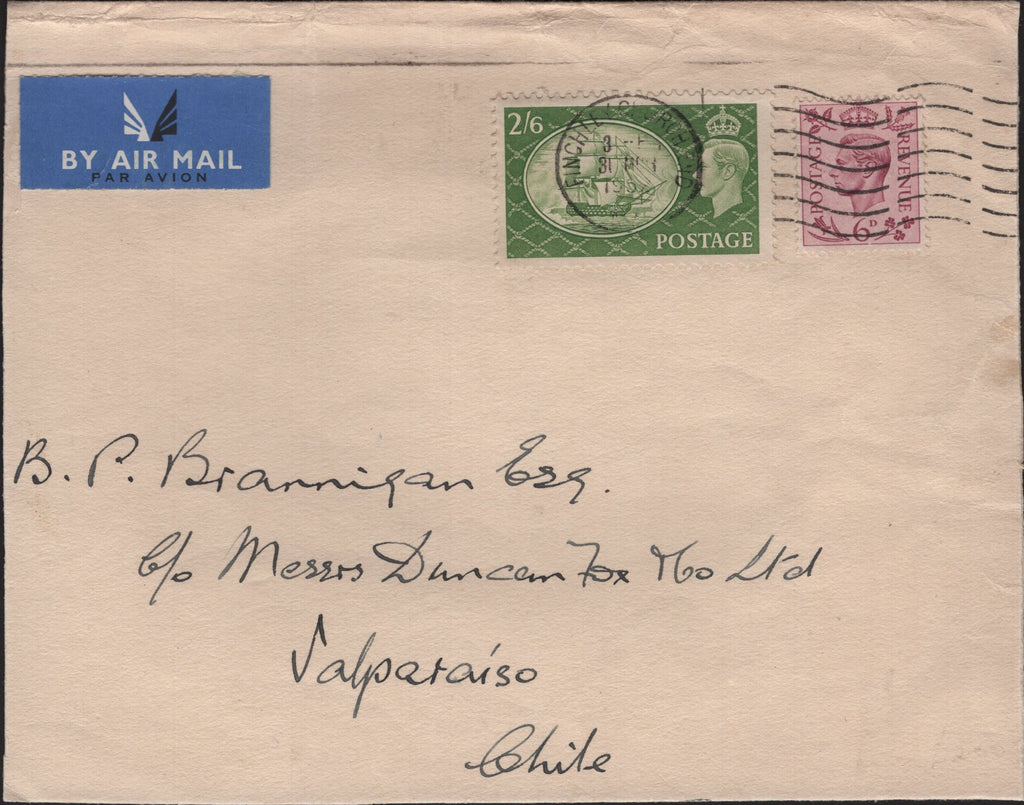 BY AIR MAIL
PAR AVION
2/6
POSTAGE
POSTAGE
REVENUE
6D
B. P. Brannigan Esq.
c/o Messrs Duncan Fox & Co Ltd
Valparaíso
Chile